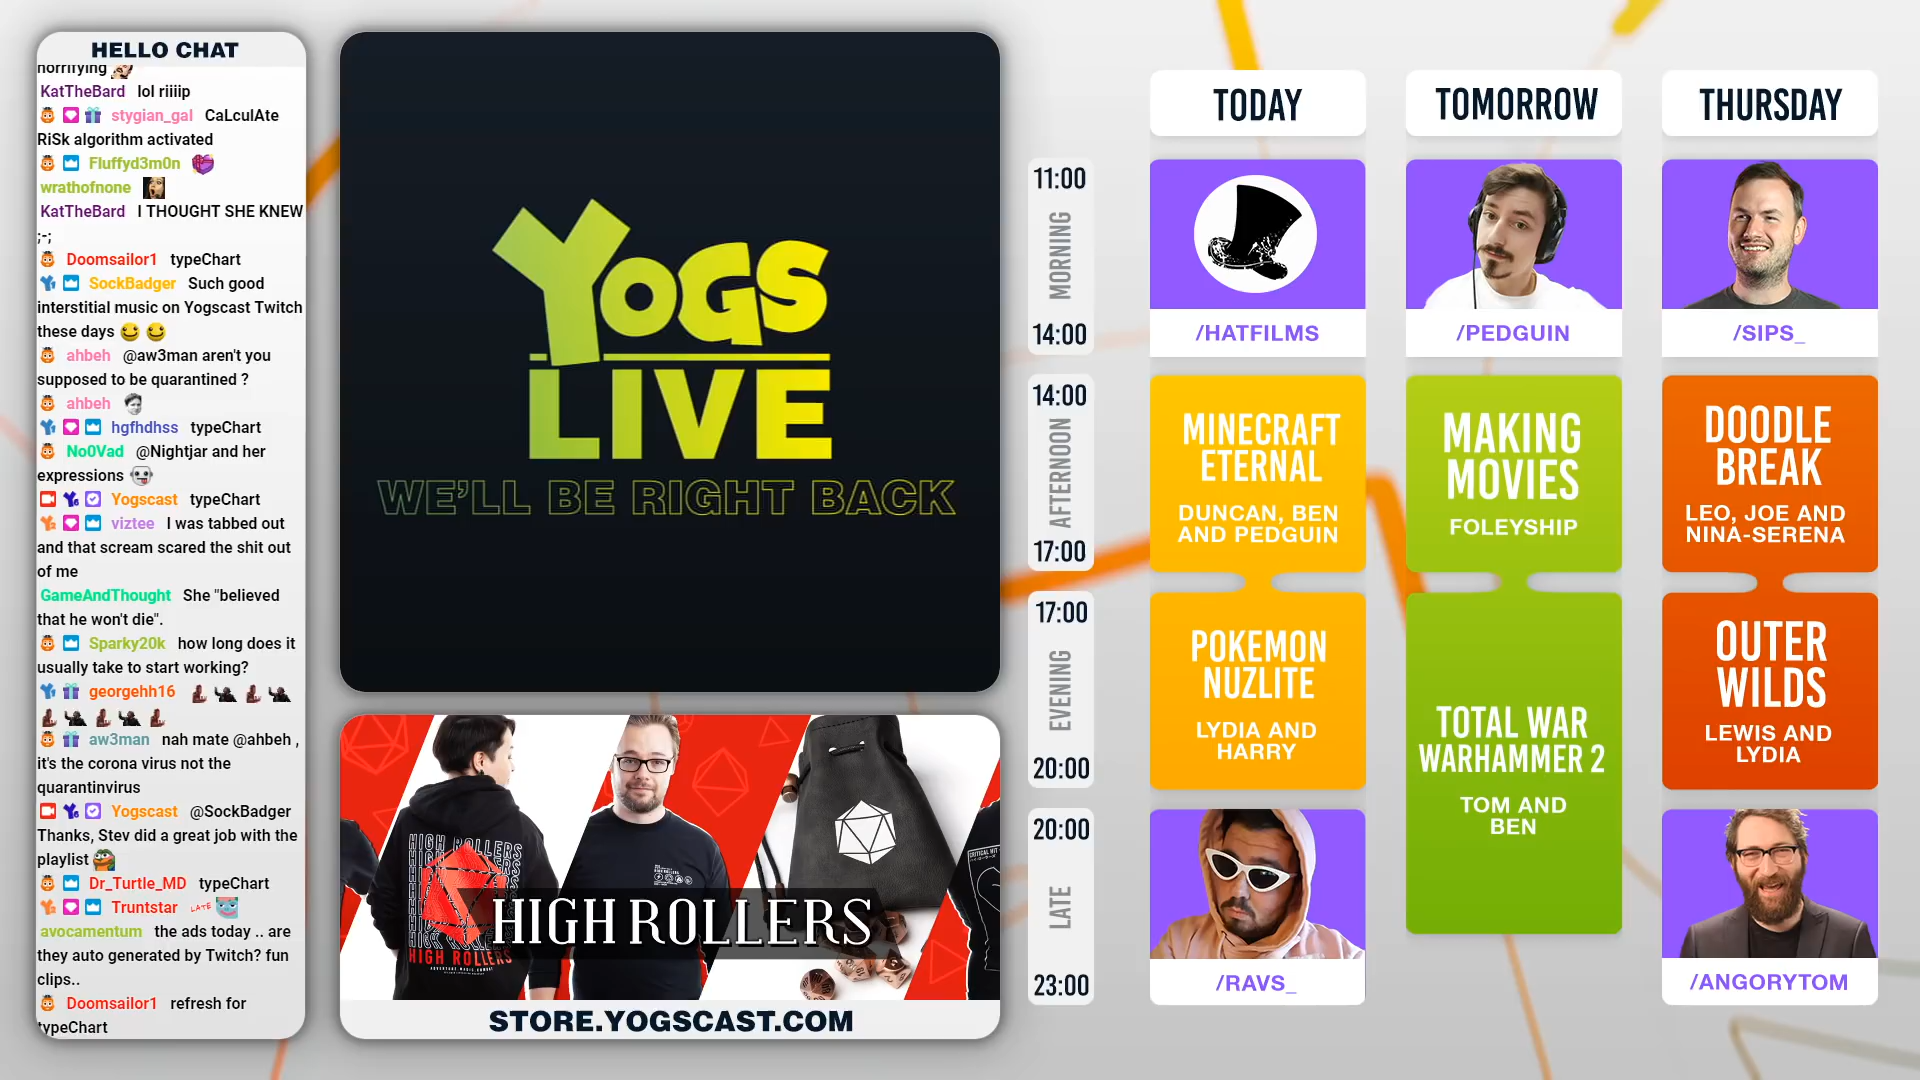 HELLO CHAT
horrifying
KatTheBard lol riiiip
stygian_gal CaLculAte
RiSk algorithm activated
Fluffyd3m0n
wrathofnone
KatTheBard I THOUGHT SHE KNEW
;-;
Doomsailor1 typeChart
SockBadger Such good
interstitial music on Yogscast Twitch
these days
ahbeh @aw3man aren't you
supposed to be quarantined ?
ahbeh
hgfhdhss typeChart
No0Vad @Nightjar and her
expressions
Yogscast typeChart
viztee I was tabbed out
and that scream scared the shit out
of me
GameAndThought She "believed
that he won't die".
Sparky20k how long does it
usually take to start working?
georgehh16
aw3man nah mate @ahbeh ,
it's the corona virus not the
quarantinvirus
Yogscast @SockBadger
Thanks, Stev did a great job with the
playlist
Dr_Turtle_MD typeChart
Truntstar LATE
avocamentum the ads today .. are
they auto generated by Twitch? fun
clips..
Doomsailor1 refresh for
typeChart
YOGS
LIVE
WE'LL BE RIGHT BACK
HIGH ROLLERS
HIGH ROLLERS
HIGH ROLLERS
STORE.YOGSCAST.COM
TODAY
TOMORROW
THURSDAY
11:00
MORNING
14:00
/HATFILMS
/PEDGUIN
/SIPS_
14:00
AFTERNOON
17:00
MINECRAFT
ETERNAL
DUNCAN, BEN
AND PEDGUIN
MAKING
MOVIES
FOLEYSHIP
DOODLE
BREAK
LEO, JOE AND
NINA-SERENA
17:00
EVENING
20:00
POKEMON
NUZLITE
LYDIA AND
HARRY
TOTAL WAR
WARHAMMER 2
TOM AND
BEN
OUTER
WILDS
LEWIS AND
LYDIA
20:00
LATE
23:00
/RAVS_
/ANGORYTOM